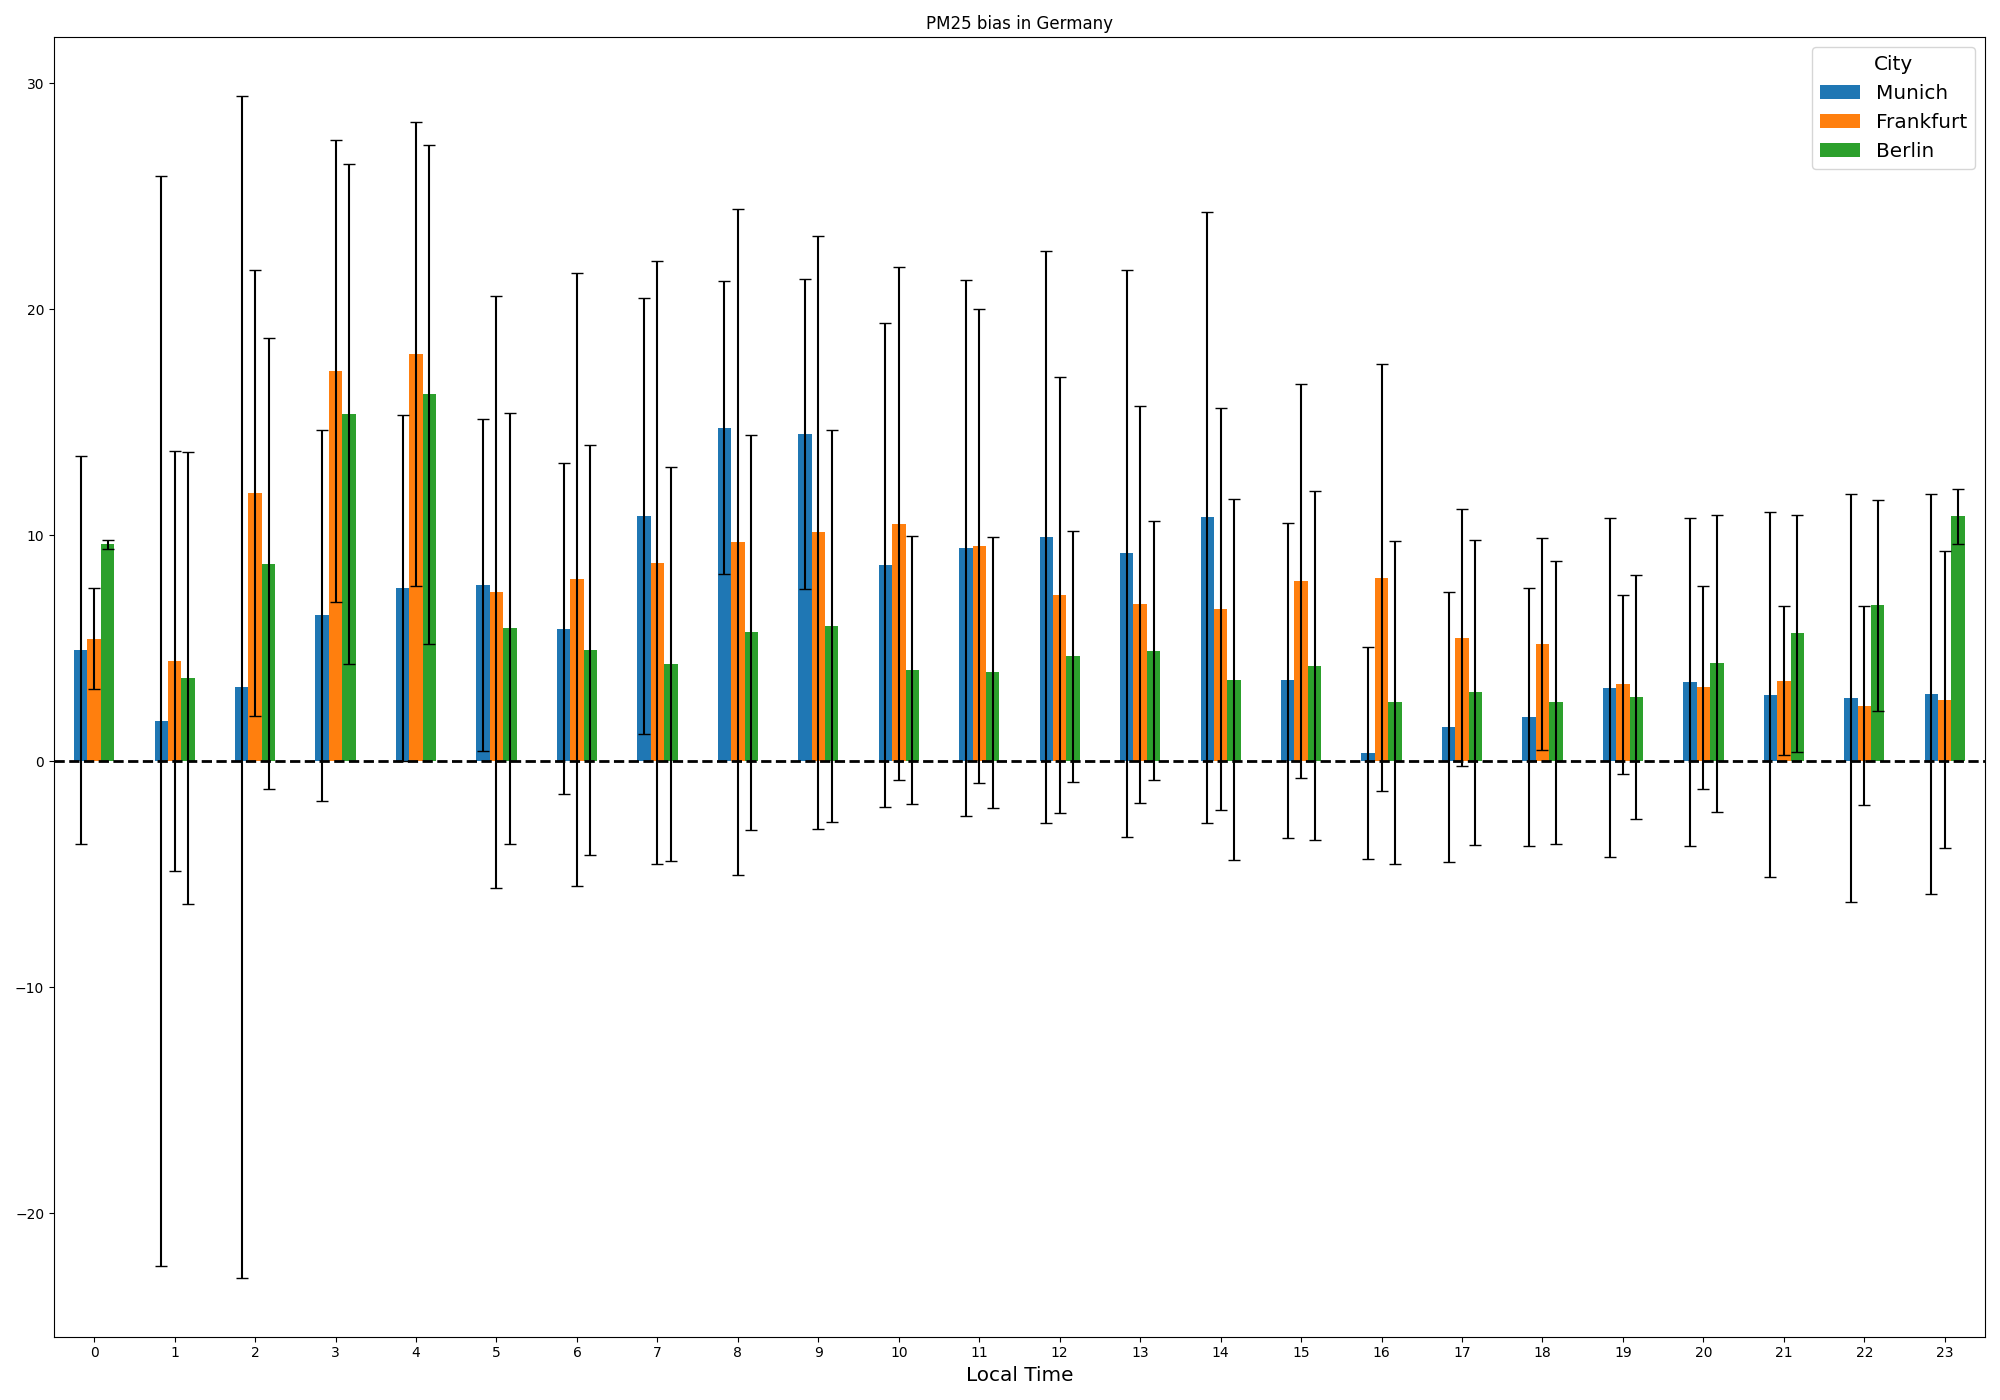 PM25 bias in Germany
City
Munich
Frankfurt
Berlin
30
20
10
0
−10
−20
0 1 2 3 4 5 6 7 8 9 10 11 12 13 14 15 16 17 18 19 20 21 22 23
Local Time